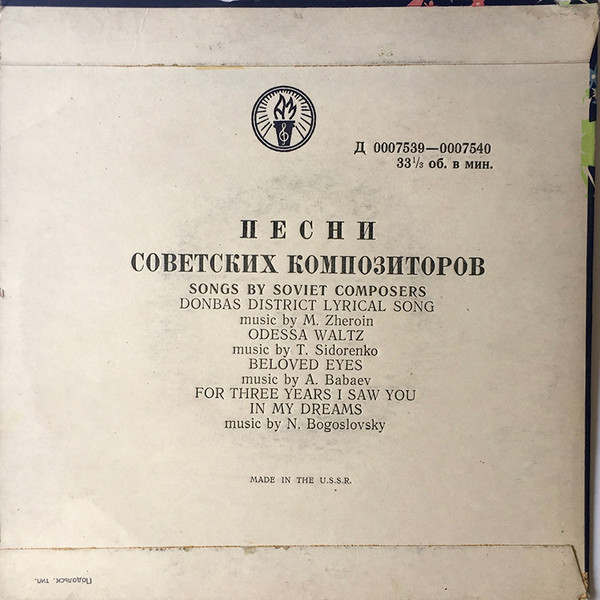 Д 0007539—0007540
33⅓ об. в мин.
ПЕСНИ
СОВЕТСКИХ КОМПОЗИТОРОВ
SONGS BY SOVIET COMPOSERS
DONBAS DISTRICT LYRICAL SONG
music by M. Zheroin
ODESSA WALTZ
music by T. Sidorenko
BELOVED EYES
music by A. Babaev
FOR THREE YEARS I SAW YOU
IN MY DREAMS
music by N. Bogoslovsky
MADE IN THE U.S.S.R.
Подольск. тип.